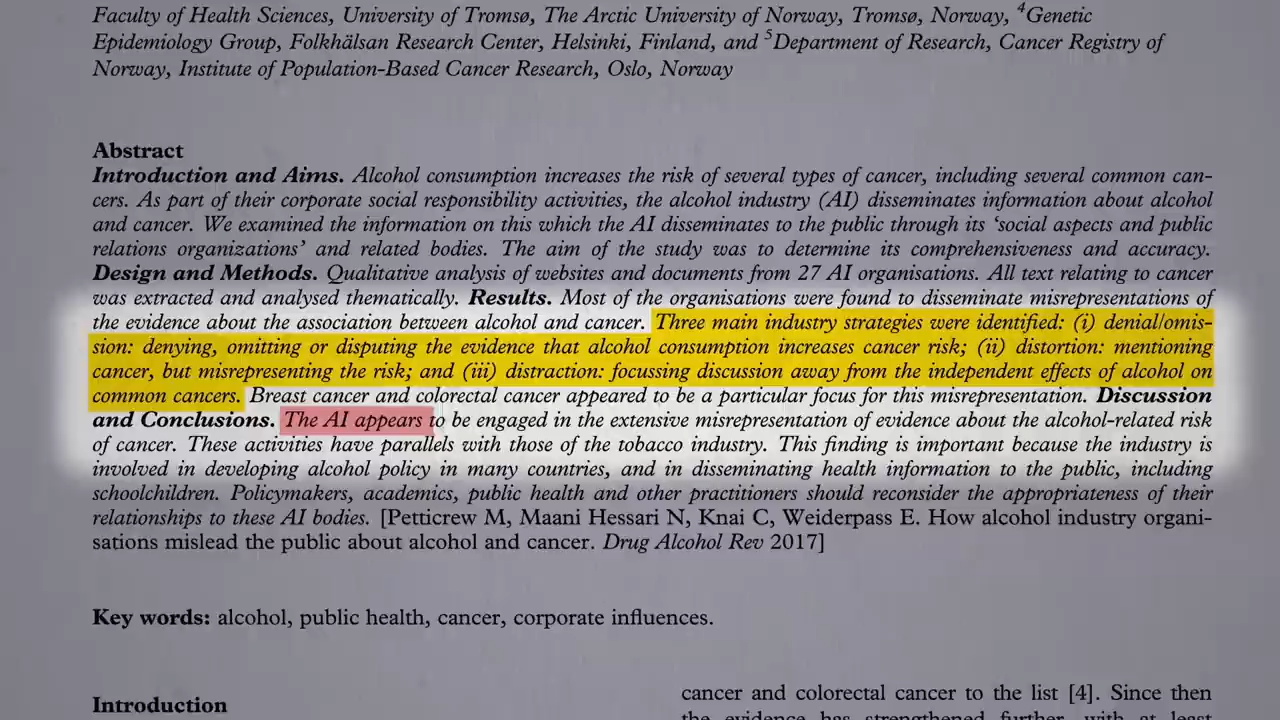 Faculty of Health Sciences, University of Tromsø, The Arctic University of Norway, Tromsø, Norway, ⁴Genetic
Epidemiology Group, Folkhälsan Research Center, Helsinki, Finland, and ⁵Department of Research, Cancer Registry of
Norway, Institute of Population-Based Cancer Research, Oslo, Norway
Abstract
Introduction and Aims. Alcohol consumption increases the risk of several types of cancer, including several common can-
cers. As part of their corporate social responsibility activities, the alcohol industry (AI) disseminates information about alcohol
and cancer. We examined the information on this which the AI disseminates to the public through its ‘social aspects and public
relations organizations’ and related bodies. The aim of the study was to determine its comprehensiveness and accuracy.
Design and Methods. Qualitative analysis of websites and documents from 27 AI organisations. All text relating to cancer
was extracted and analysed thematically. Results. Most of the organisations were found to disseminate misrepresentations of
the evidence about the association between alcohol and cancer. Three main industry strategies were identified: (i) denial/omis-
sion: denying, omitting or disputing the evidence that alcohol consumption increases cancer risk; (ii) distortion: mentioning
cancer, but misrepresenting the risk; and (iii) distraction: focussing discussion away from the independent effects of alcohol on
common cancers. Breast cancer and colorectal cancer appeared to be a particular focus for this misrepresentation. Discussion
and Conclusions. The AI appears to be engaged in the extensive misrepresentation of evidence about the alcohol-related risk
of cancer. These activities have parallels with those of the tobacco industry. This finding is important because the industry is
involved in developing alcohol policy in many countries, and in disseminating health information to the public, including
schoolchildren. Policymakers, academics, public health and other practitioners should reconsider the appropriateness of their
relationships to these AI bodies. [Petticrew M, Maani Hessari N, Knai C, Weiderpass E. How alcohol industry organi-
sations mislead the public about alcohol and cancer. Drug Alcohol Rev 2017]
Key words: alcohol, public health, cancer, corporate influences.
Introduction
cancer and colorectal cancer to the list [4]. Since then
the evidence has strengthened further, with at least